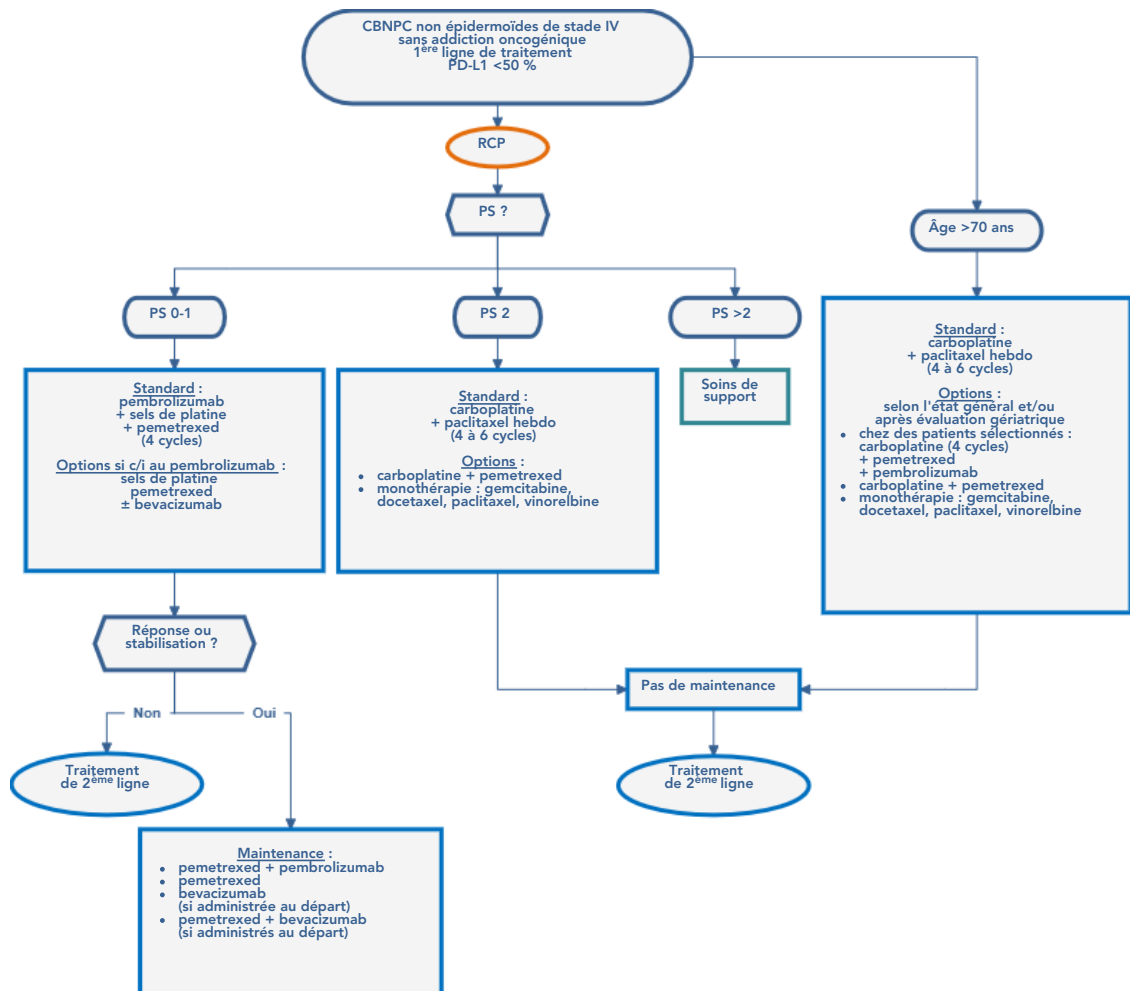 CBNPC non épidermoïdes de stade IV
sans addiction oncogénique
1ère ligne de traitement
PD-L1 <50 %
RCP
PS ?
Âge >70 ans
PS 0-1
PS 2
PS >2
Standard :
pembrolizumab
+ sels de platine
+ pemetrexed
(4 cycles)
Options si c/i au pembrolizumab :
sels de platine
pemetrexed
± bevacizumab
Standard :
carboplatine
+ paclitaxel hebdo
(4 à 6 cycles)
Options :
• carboplatine + pemetrexed
• monothérapie : gemcitabine,
docetaxel, paclitaxel, vinorelbine
Soins de
support
Standard :
carboplatine
+ paclitaxel hebdo
(4 à 6 cycles)
Options :
selon l'état général et/ou
après évaluation gériatrique
• chez des patients sélectionnés :
carboplatine (4 cycles)
+ pemetrexed
+ pembrolizumab
• carboplatine + pemetrexed
• monothérapie : gemcitabine,
docetaxel, paclitaxel, vinorelbine
Réponse ou
stabilisation ?
Pas de maintenance
Non
Oui
Traitement
de 2ème ligne
Traitement
de 2ème ligne
Maintenance :
• pemetrexed + pembrolizumab
• pemetrexed
• bevacizumab
(si administrée au départ)
• pemetrexed + bevacizumab
(si administrés au départ)